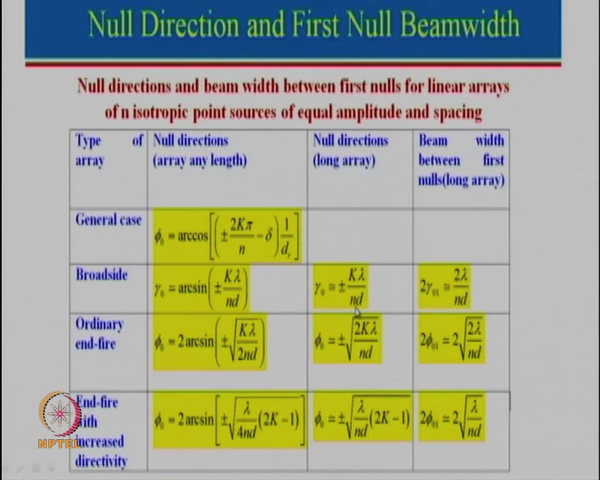 Null Direction and First Null Beamwidth
Null directions and beam width between first nulls for linear arrays
of n isotropic point sources of equal amplitude and spacing
Type of array | Null directions (array any length) | Null directions (long array) | Beam width between first nulls(long array)
General case | ϕ₀ = arccos[(± 2Kπ/n − δ) 1/dᵣ]
Broadside | γ₀ = arcsin(± Kλ/nd) | γ₀ ≅ ± Kλ/nd | 2γ₀₁ ≅ 2λ/nd
Ordinary end-fire | ϕ₀ = 2 arcsin(± √(Kλ/2nd)) | ϕ₀ ≅ ± √(2Kλ/nd) | 2ϕ₀₁ ≅ 2√(2λ/nd)
End-fire with increased directivity | ϕ₀ = 2 arcsin[± √(λ/4nd (2K − 1))] | ϕ₀ ≅ ± √(λ/nd (2K − 1)) | 2ϕ₀₁ ≅ 2√(λ/nd)
NPTEL